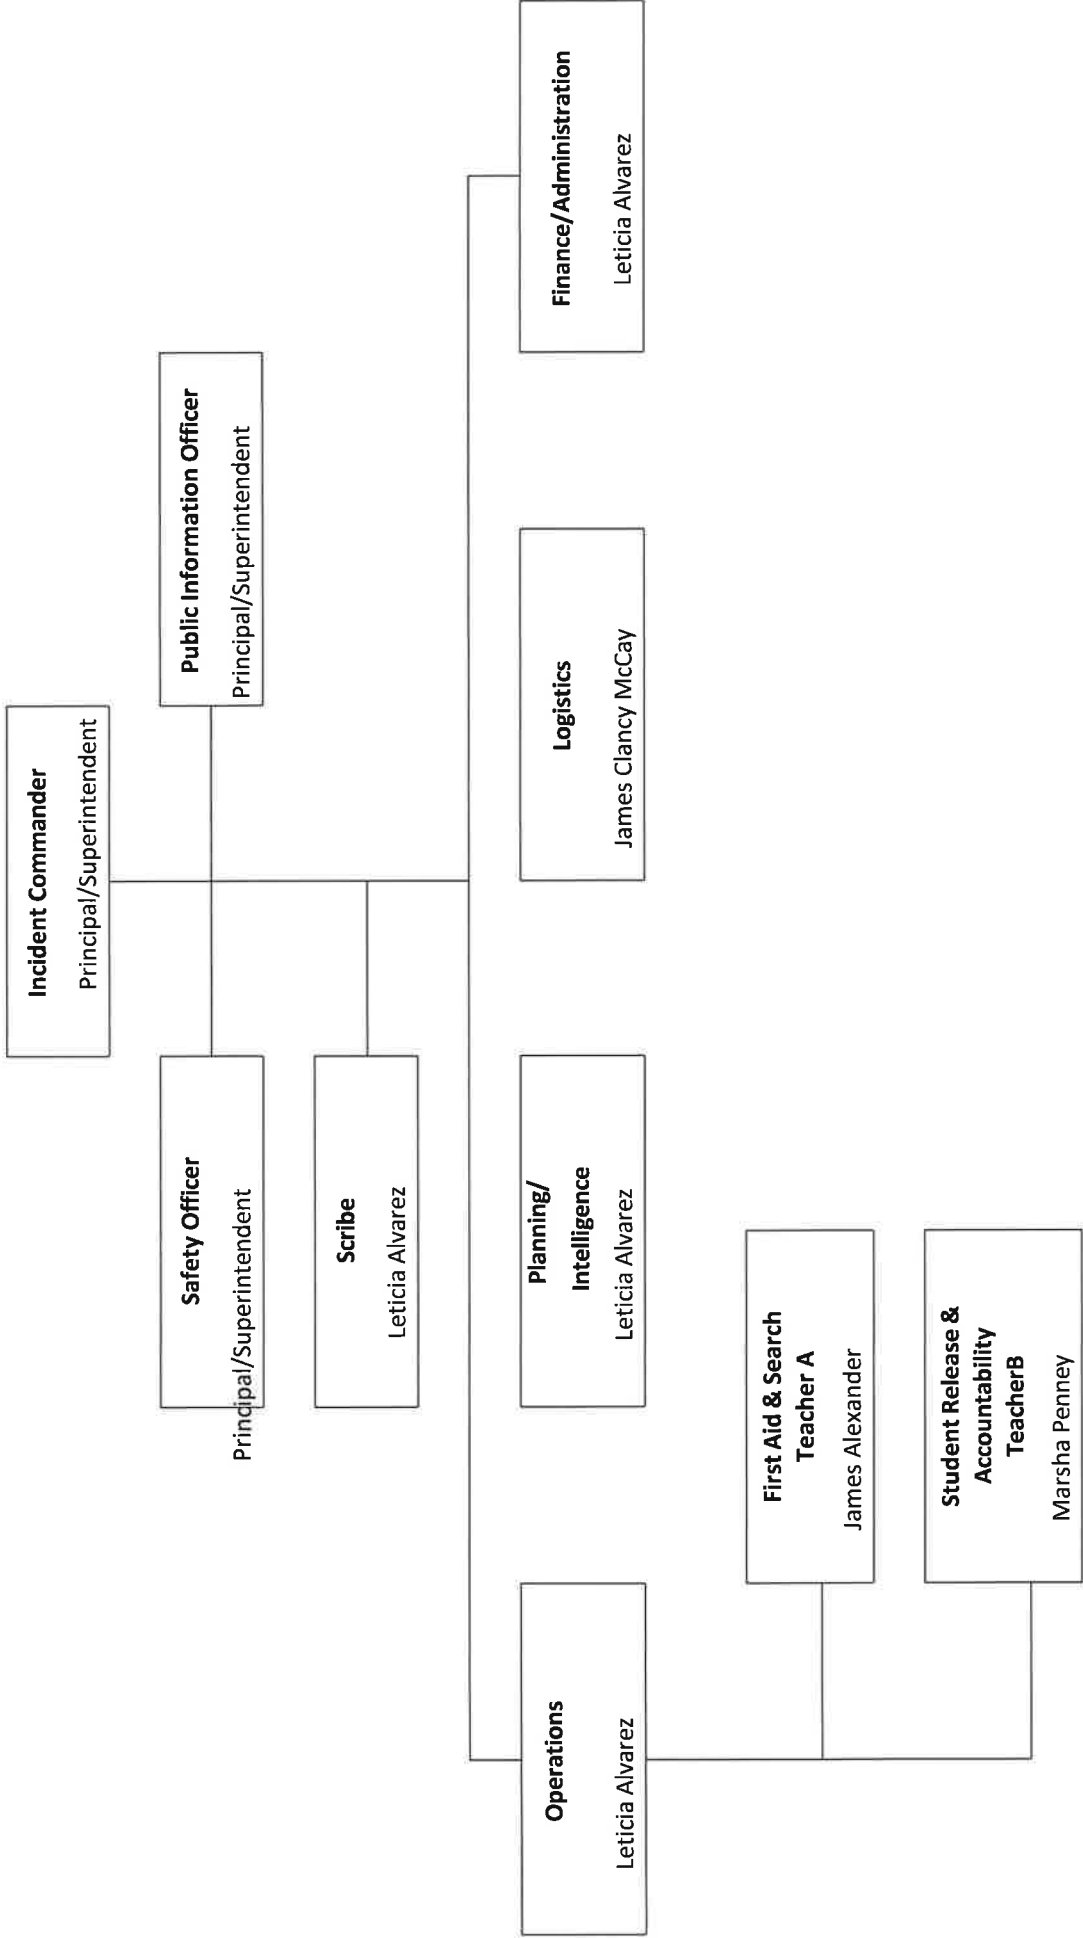 Incident Commander
Principal/Superintendent
Safety Officer
Principal/Superintendent
Public Information Officer
Principal/Superintendent
Scribe
Leticia Alvarez
Operations
Leticia Alvarez
Planning/
Intelligence
Leticia Alvarez
Logistics
James Clancy McCay
Finance/Administration
Leticia Alvarez
First Aid & Search
Teacher A
James Alexander
Student Release &
Accountability
TeacherB
Marsha Penney